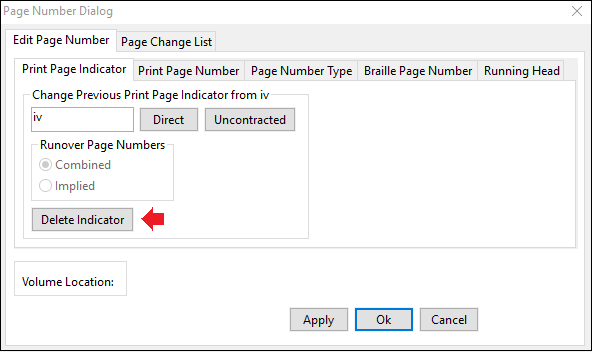 Page Number Dialog
Edit Page Number Page Change List
Print Page Indicator Print Page Number Page Number Type Braille Page Number Running Head
Change Previous Print Page Indicator from iv
iv Direct Uncontracted
Runover Page Numbers
Combined
Implied
Delete Indicator
Volume Location:
Apply Ok Cancel